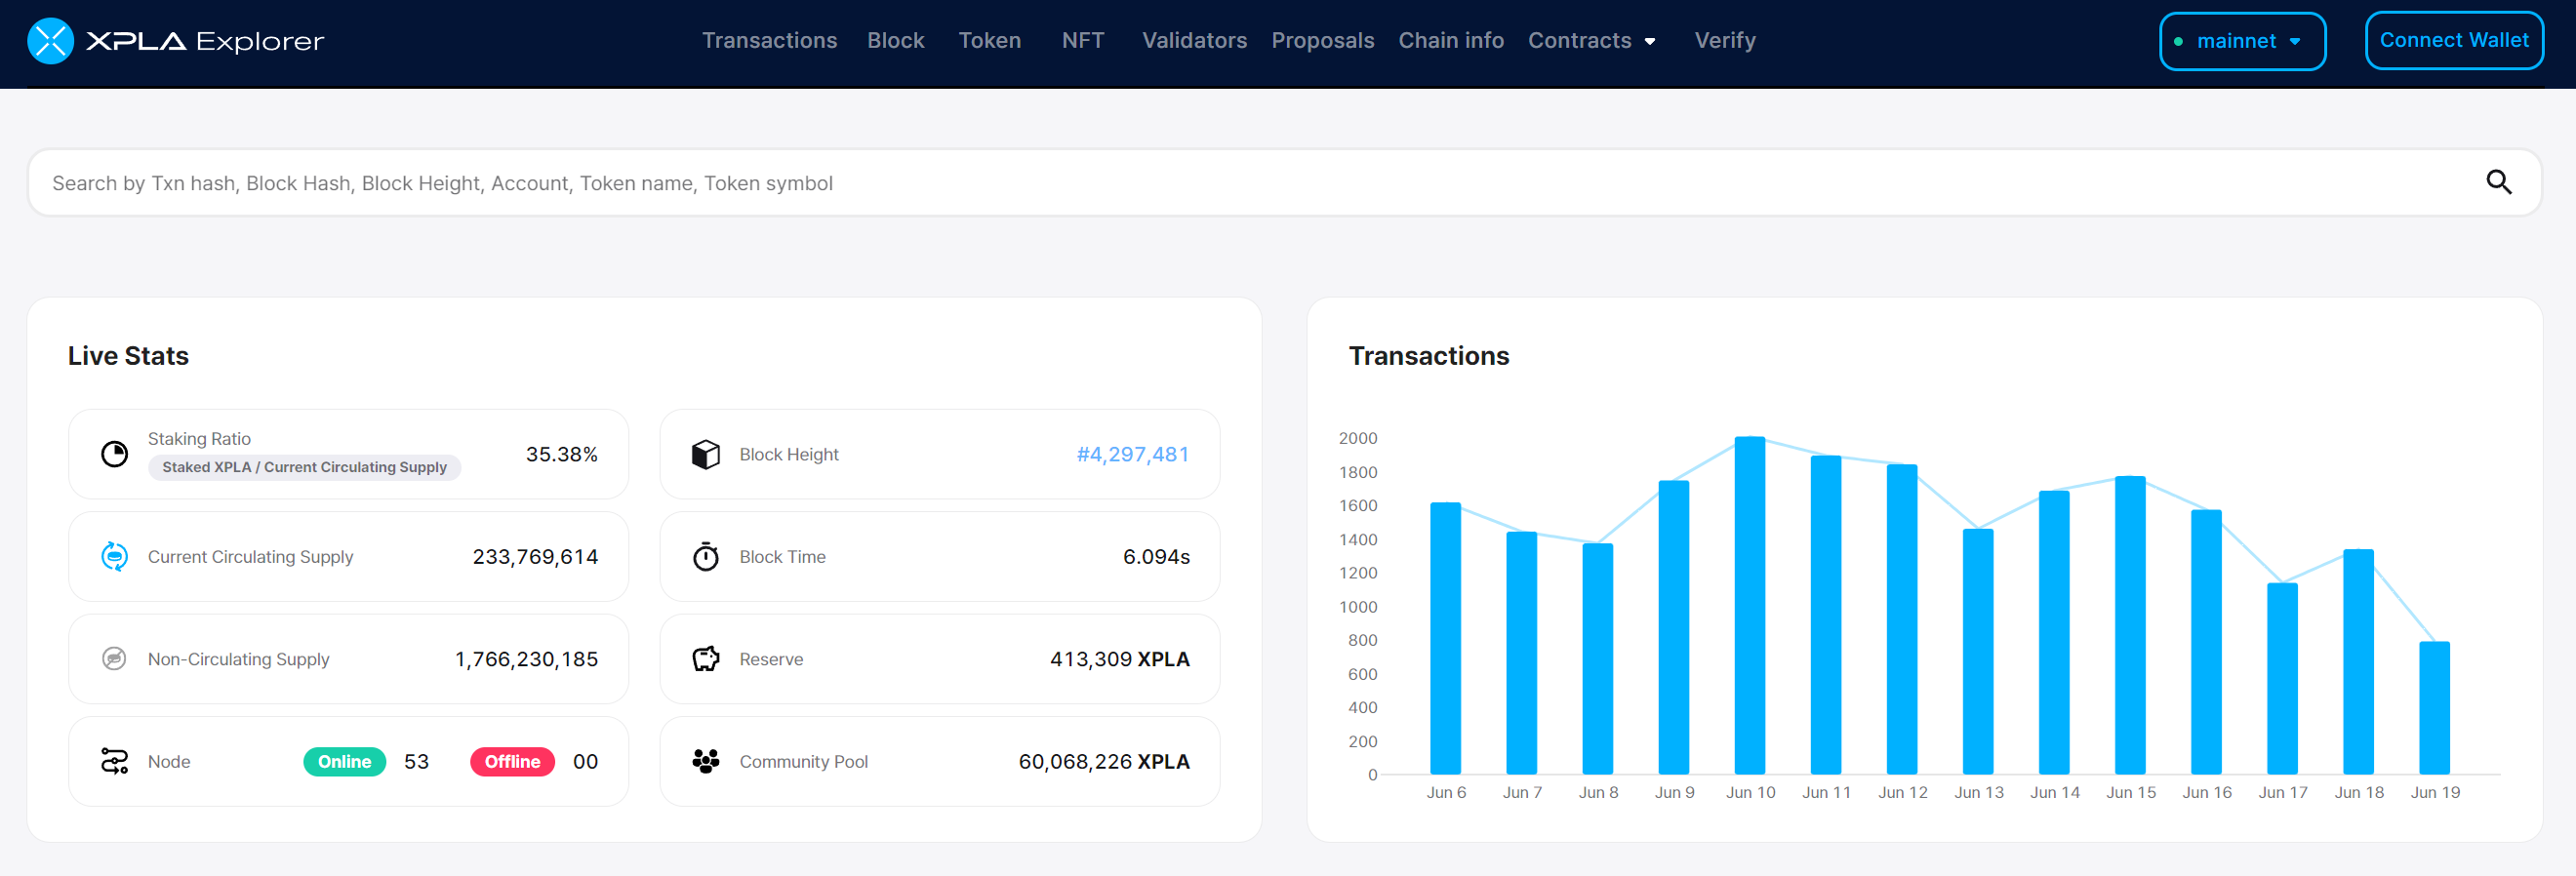 XPLA Explorer
Transactions Block Token NFT Validators Proposals Chain info Contracts Verify
mainnet
Connect Wallet
Search by Txn hash, Block Hash, Block Height, Account, Token name, Token symbol
Live Stats
Staking Ratio
Staked XPLA / Current Circulating Supply
35.38%
Block Height #4,297,481
Current Circulating Supply 233,769,614
Block Time 6.094s
Non-Circulating Supply 1,766,230,185
Reserve 413,309 XPLA
Node Online 53 Offline 00
Community Pool 60,068,226 XPLA
Transactions
2000
1800
1600
1400
1200
1000
800
600
400
200
0
Jun 6 Jun 7 Jun 8 Jun 9 Jun 10 Jun 11 Jun 12 Jun 13 Jun 14 Jun 15 Jun 16 Jun 17 Jun 18 Jun 19